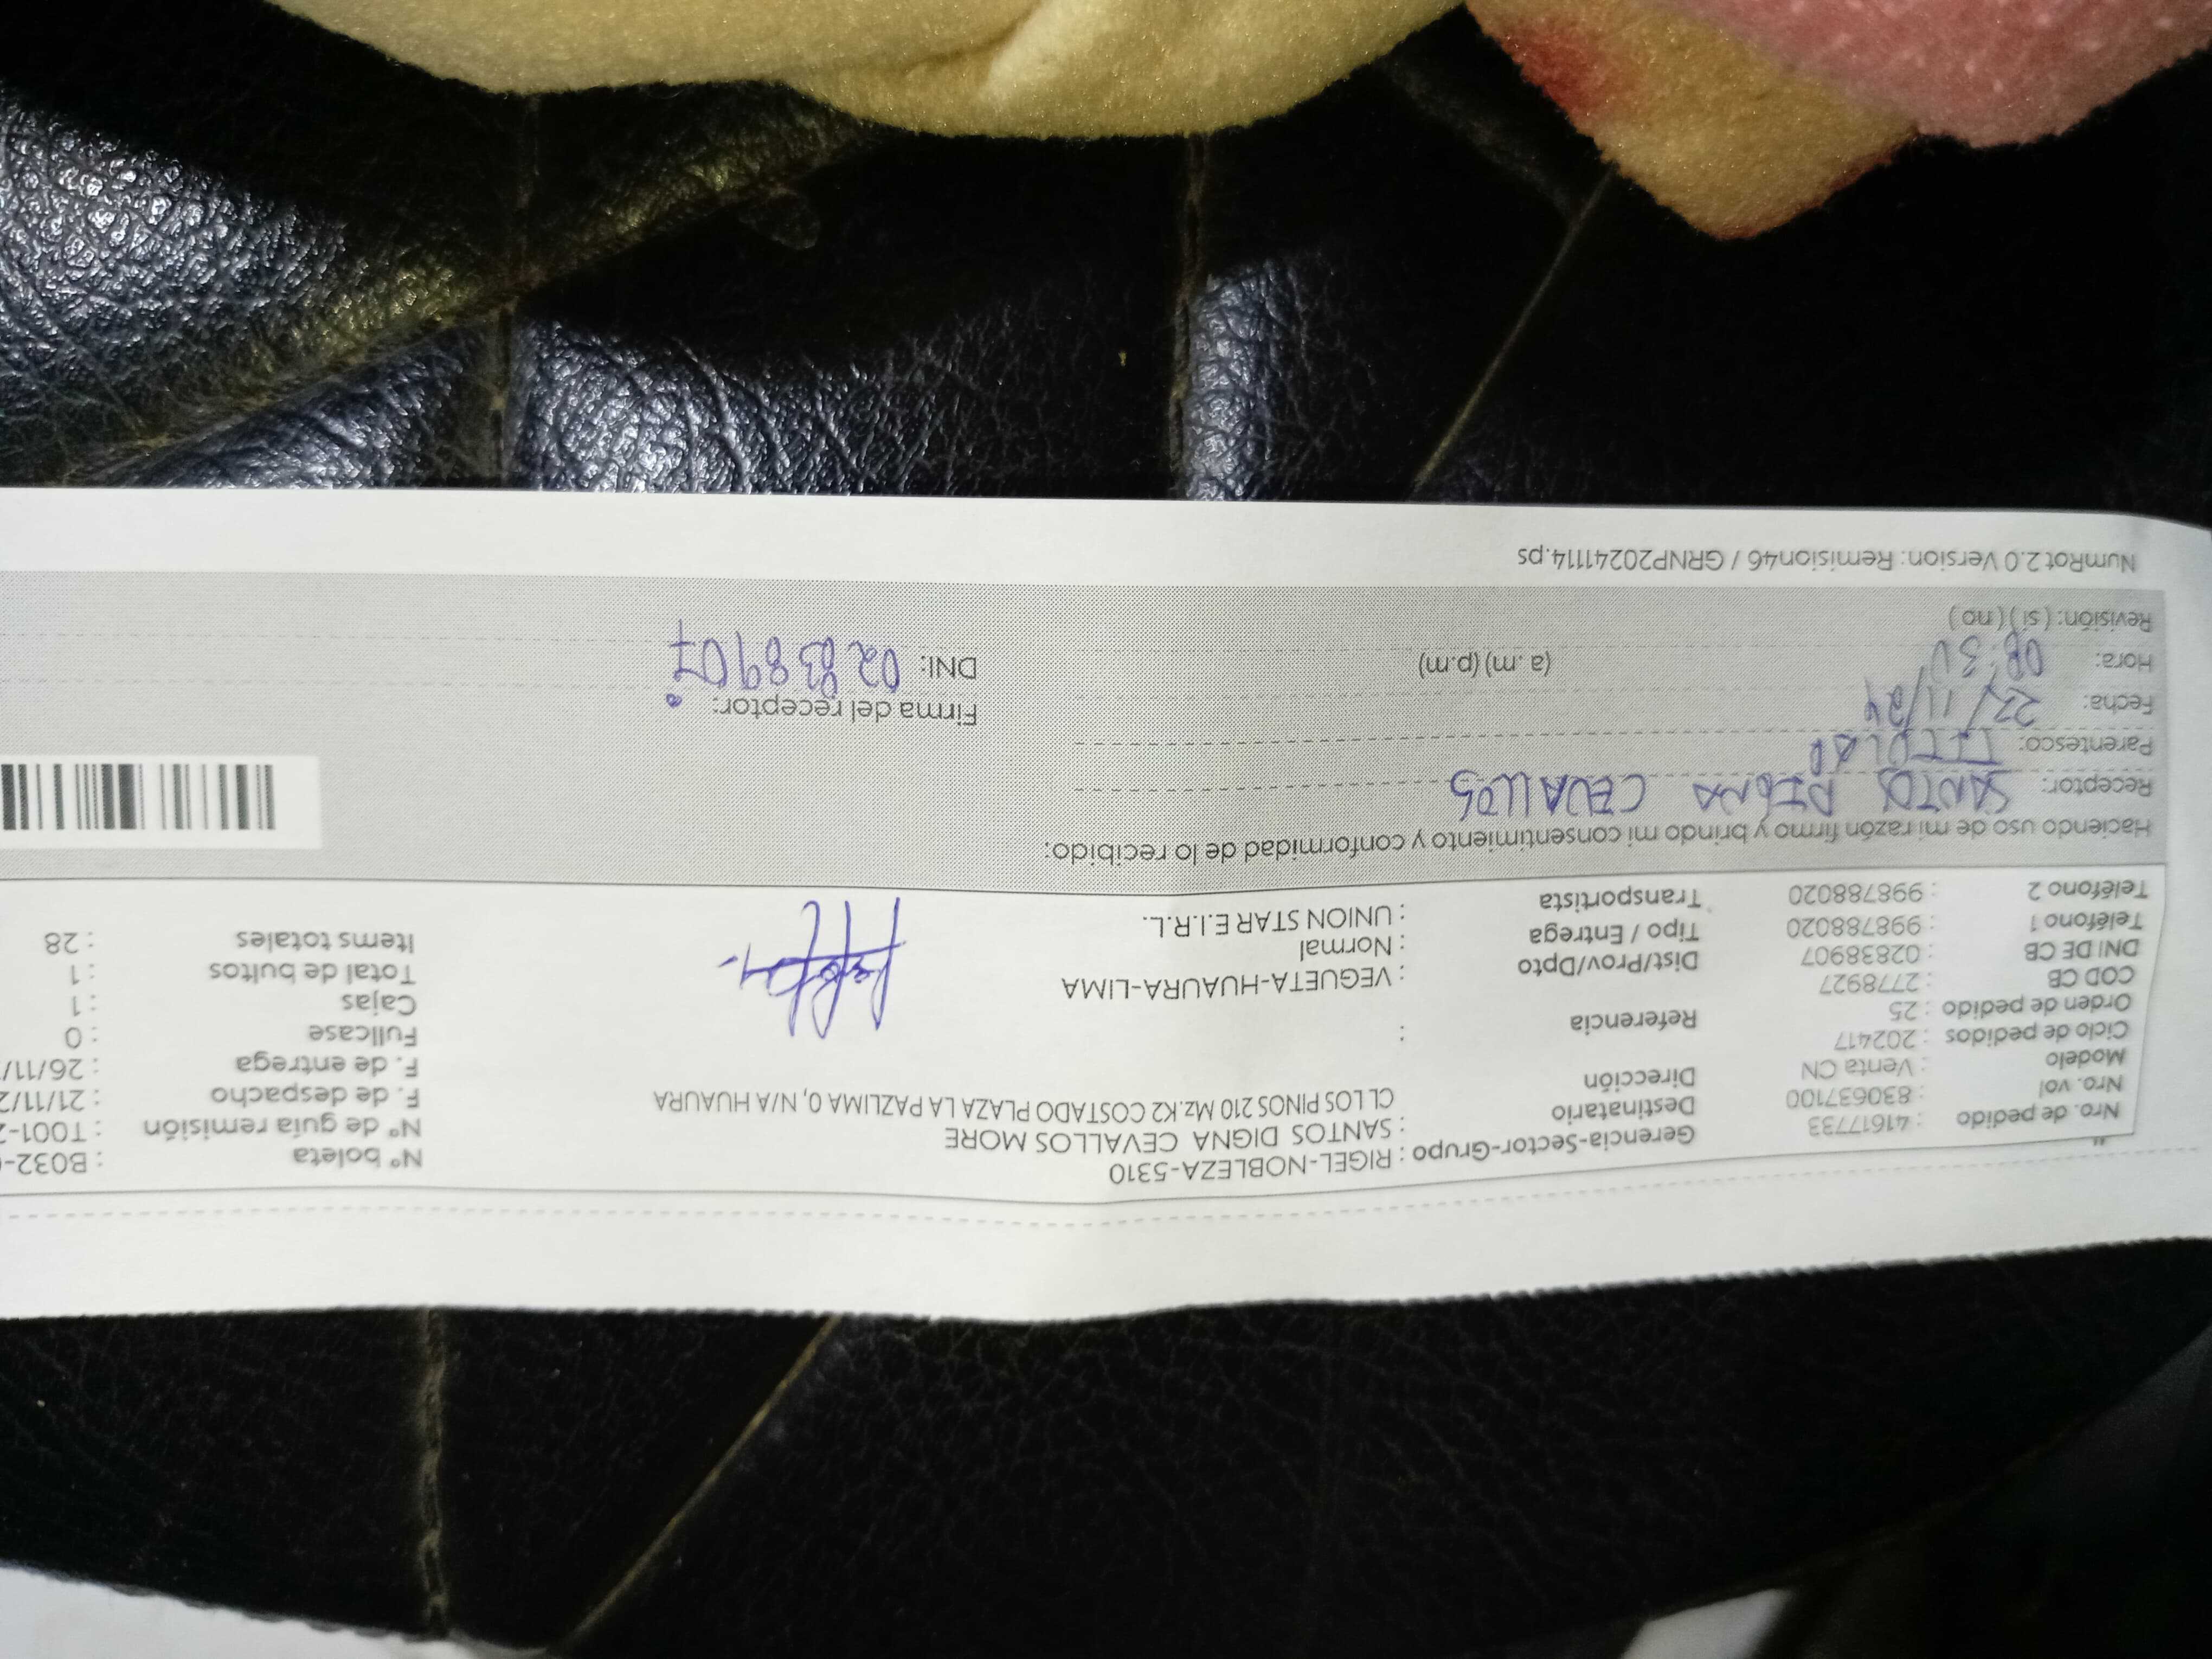 Nro. de pedido : 41617733
Nro. vol : 830637100
Modelo : Venta CN
Ciclo de pedidos : 202417
Orden de pedido : 25
COD CB : 2778927
DNI DE CB : 02838907
Teléfono 1 : 998788020
Teléfono 2 : 998788020
Gerencia-Sector-Grupo : RIGEL-NOBLEZA-5310
Destinatario : SANTOS DIGNA CEVALLOS MORE
Dirección CL LOS PINOS 210 Mz.K2 COSTADO PLAZA LA PAZLIMA 0, N/A HUAURA
Referencia :
Dist/Prov/Dpto : VEGUETA-HUAURA-LIMA
Tipo / Entrega : Normal
Transportista : UNION STAR E.I.R.L.
N° boleta : B032-
N° de guía remisión : T001-
F. de despacho : 21/11/2
F. de entrega : 26/11/
Fullcase : 0
Cajas : 1
Total de bultos : 1
Items totales : 28
Haciendo uso de mi razón firmo y brindo mi consentimiento y conformidad de lo recibido:
Receptor: SANTOS DIGNA CEVALLOS
Parentesco: TITULAR
Fecha: 22/11/24
Hora: 08:30 (a.m) (p.m)
Revisión: (sí) (no)
Firma del receptor:
DNI: 02838907
NumRot 2.0 Version: Remision46 / GRNP20241114.ps